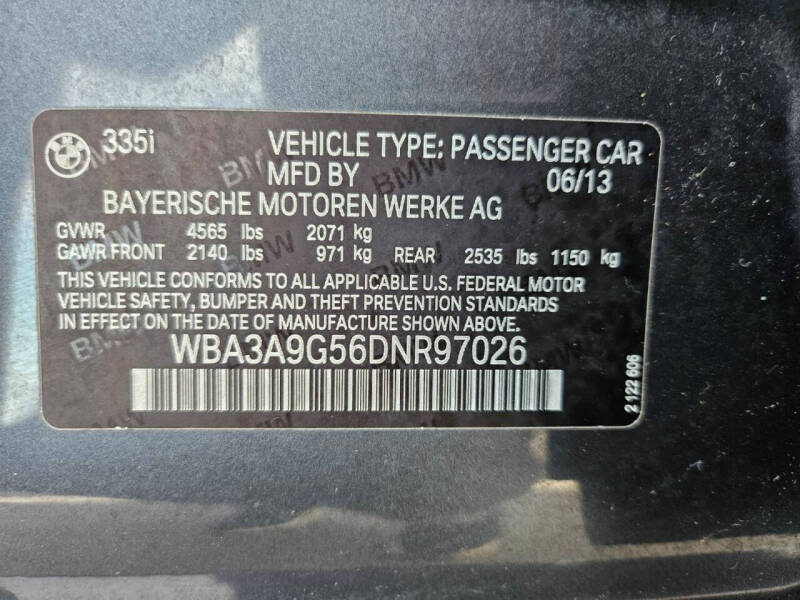 335i VEHICLE TYPE: PASSENGER CAR
MFD BY 06/13
BAYERISCHE MOTOREN WERKE AG
GVWR 4565 lbs 2071 kg
GAWR FRONT 2140 lbs 971 kg REAR 2535 lbs 1150 kg
THIS VEHICLE CONFORMS TO ALL APPLICABLE U.S. FEDERAL MOTOR
VEHICLE SAFETY, BUMPER AND THEFT PREVENTION STANDARDS
IN EFFECT ON THE DATE OF MANUFACTURE SHOWN ABOVE.
WBA3A9G56DNR97026
2 122 606